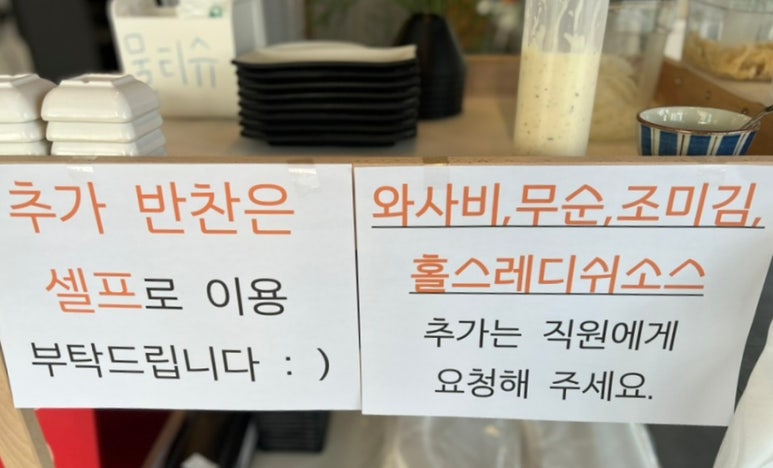 물티슈
추가 반찬은
셀프로 이용
부탁드립니다 : )
와사비,무순,조미김,
홀스레디쉬소스
추가는 직원에게
요청해 주세요.